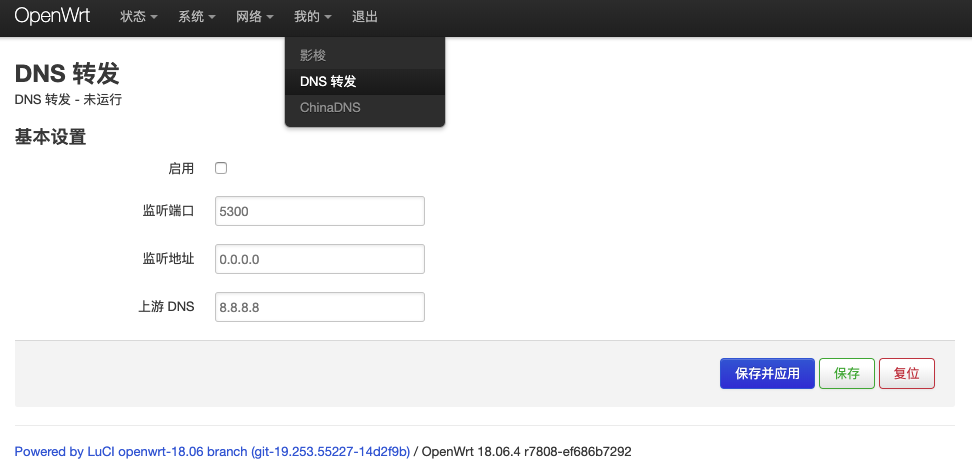 OpenWrt 状态 系统 网络 我的 退出
影梭
DNS 转发
ChinaDNS
DNS 转发
DNS 转发 - 未运行
基本设置
启用
监听端口 5300
监听地址 0.0.0.0
上游 DNS 8.8.8.8
保存并应用 保存 复位
Powered by LuCI openwrt-18.06 branch (git-19.253.55227-14d2f9b) / OpenWrt 18.06.4 r7808-ef686b7292